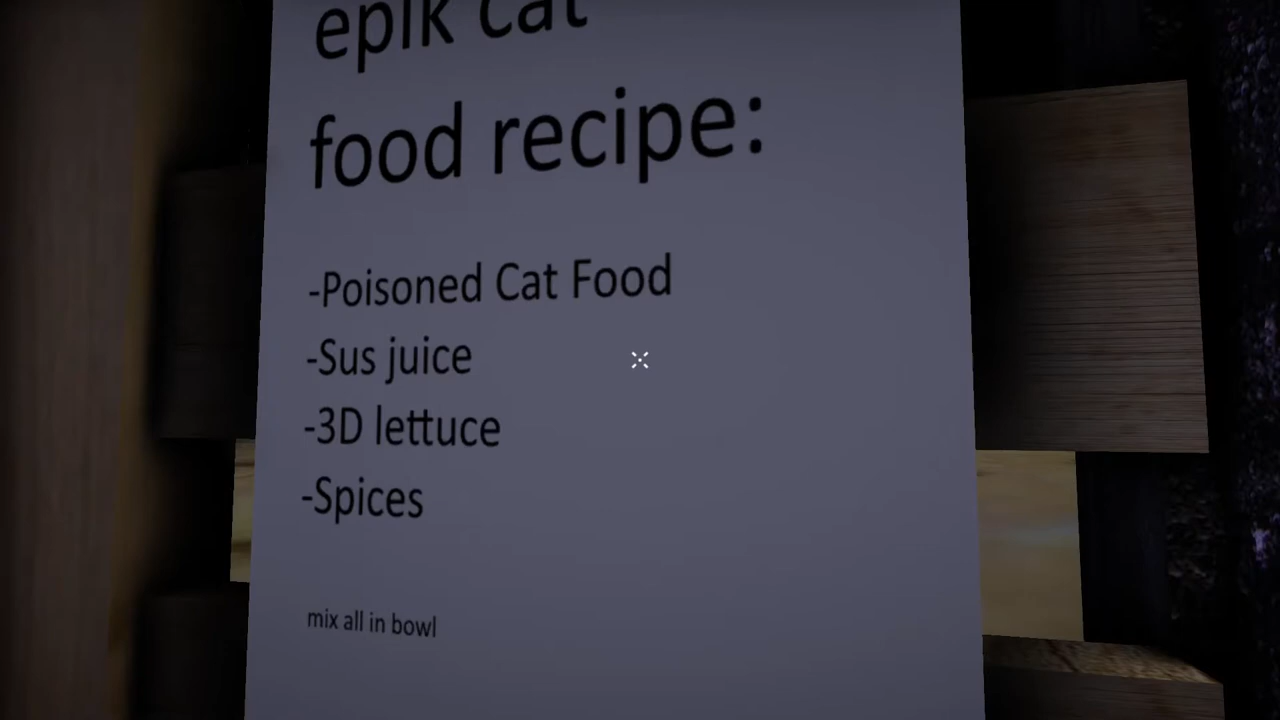 epik cat
food recipe:
-Poisoned Cat Food
-Sus juice
-3D lettuce
-Spices
mix all in bowl